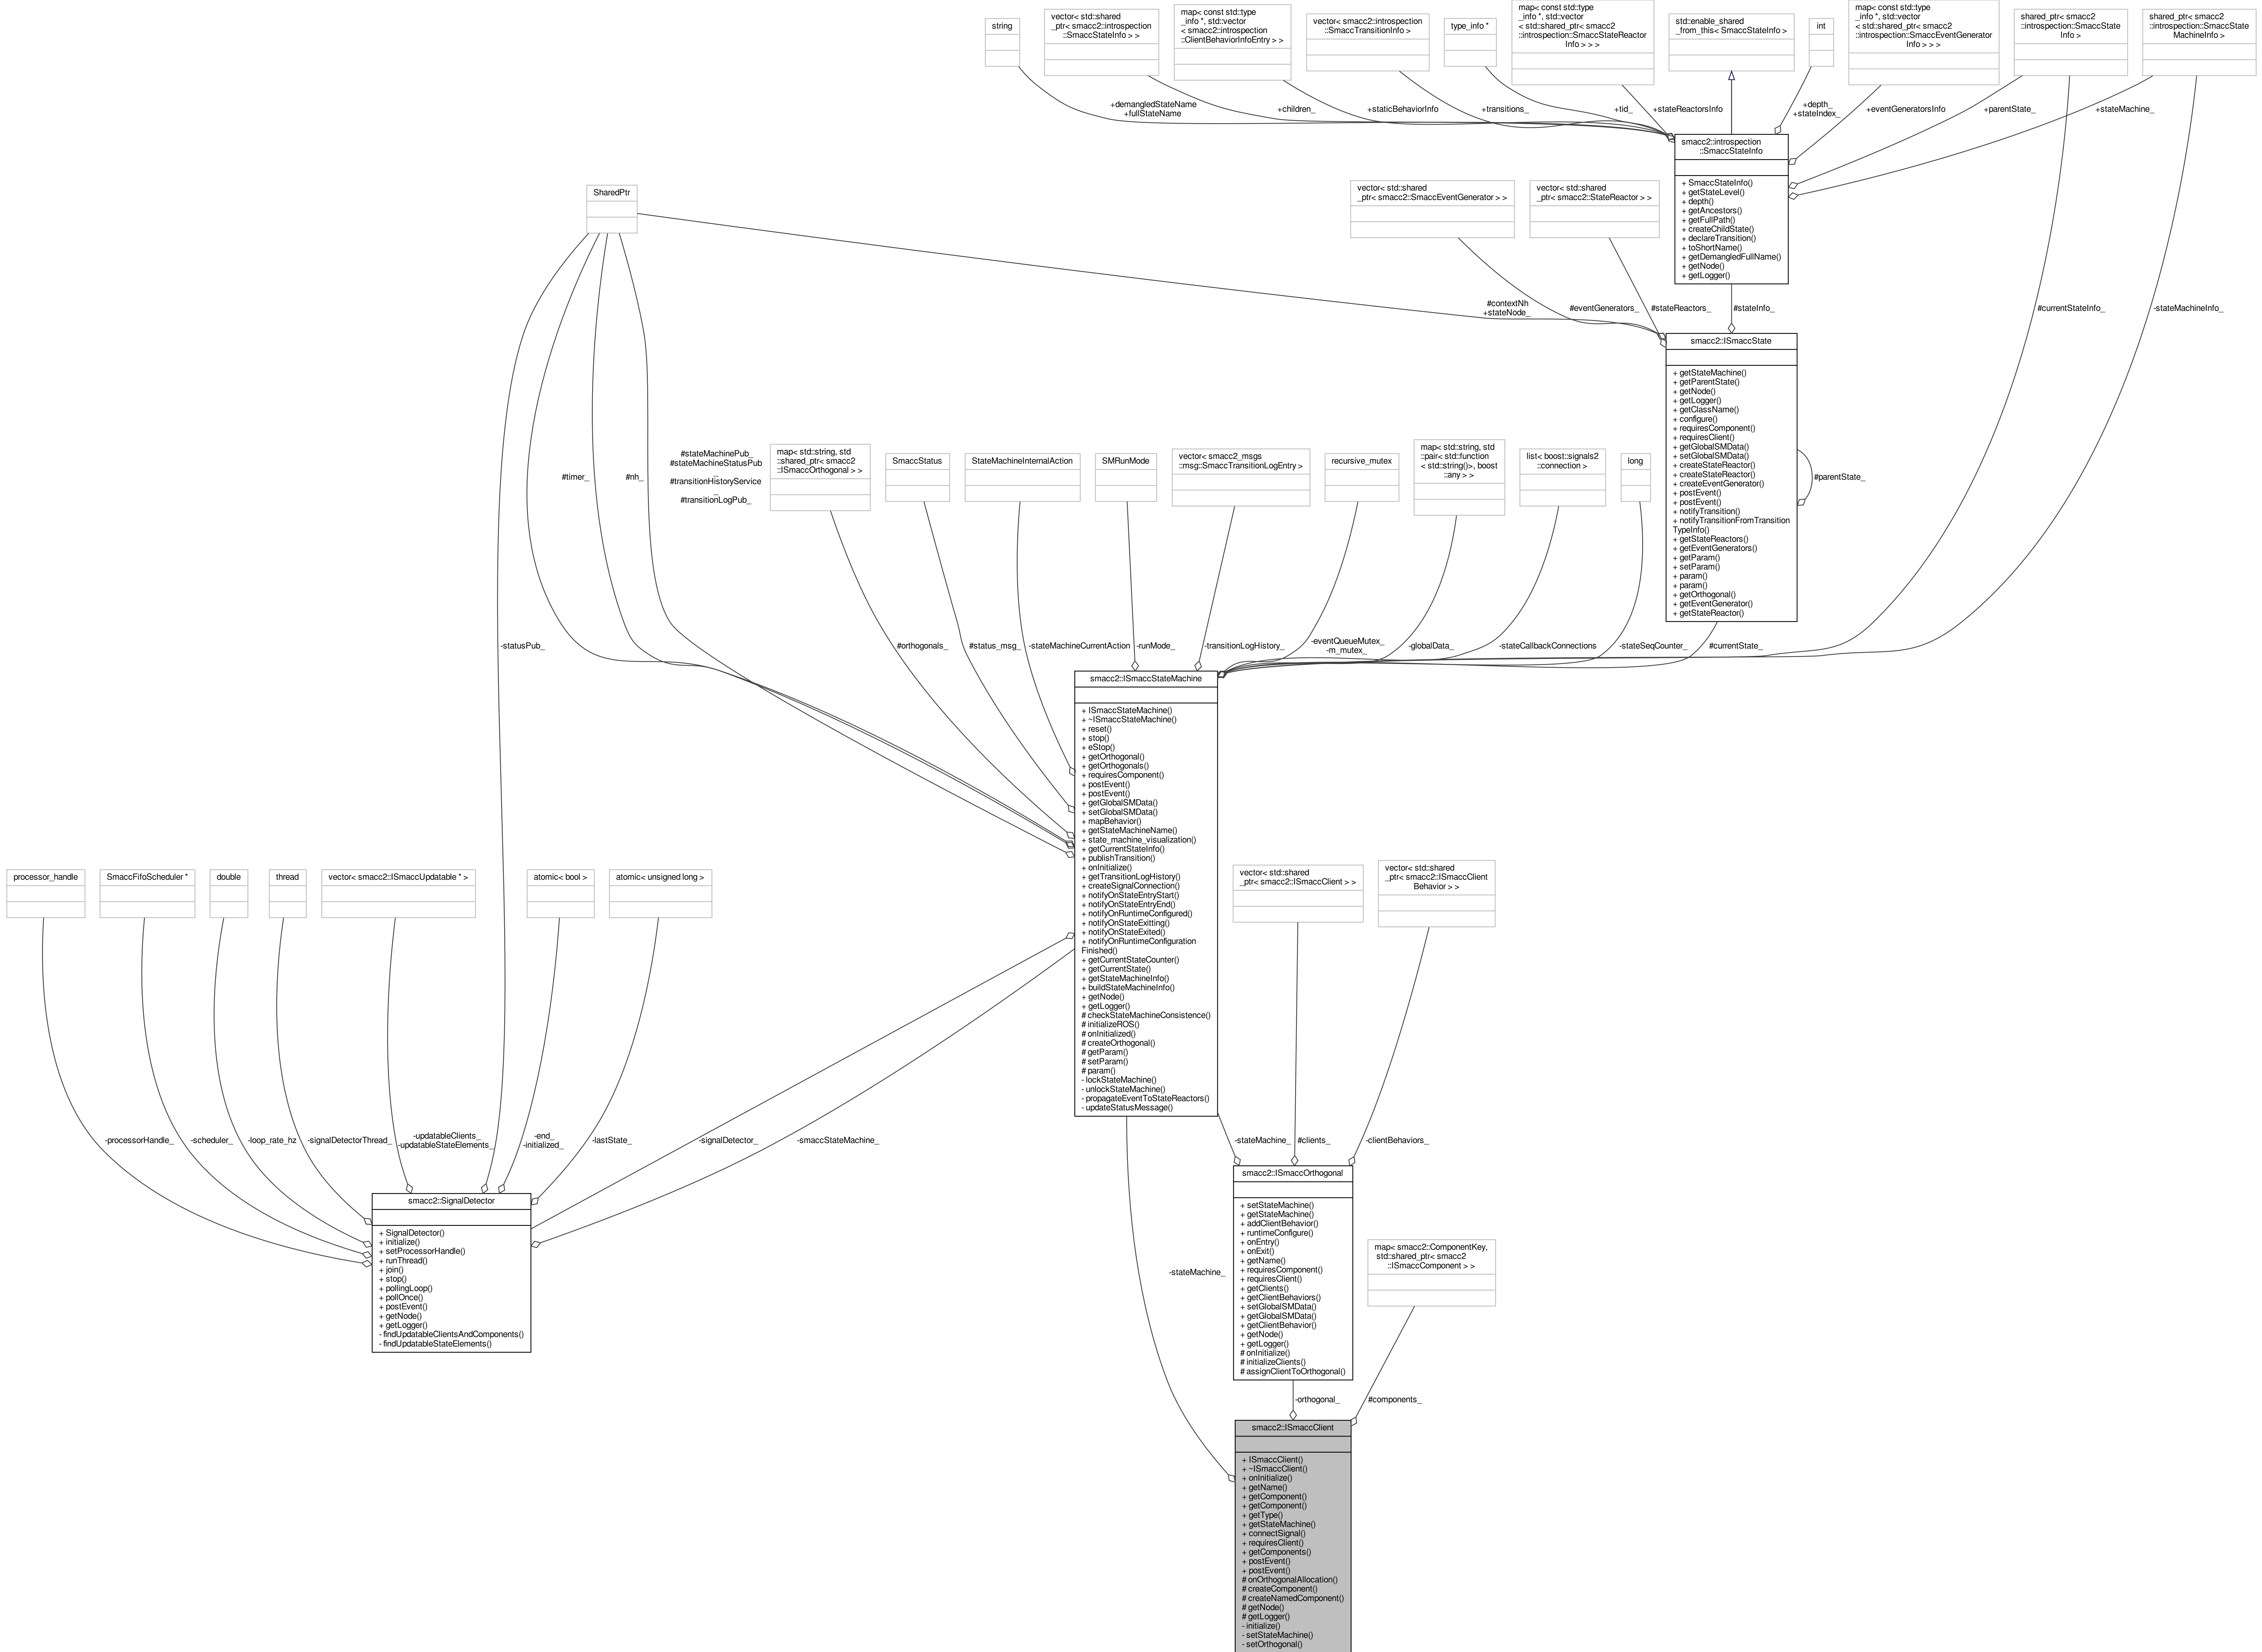 string
vector< std::shared
_ptr< smacc2::introspection
::SmaccStateInfo > >
map< const std::type
_info *, std::vector
< smacc2::introspection
::ClientBehaviorInfoEntry > >
vector< smacc2::introspection
::SmaccTransitionInfo >
type_info *
map< const std::type
_info *, std::vector
< std::shared_ptr< smacc2
::introspection::SmaccStateReactor
Info > > >
std::enable_shared
_from_this< SmaccStateInfo >
int
map< const std::type
_info *, std::vector
< std::shared_ptr< smacc2
::introspection::SmaccEventGenerator
Info > > >
shared_ptr< smacc2
::introspection::SmaccState
Info >
shared_ptr< smacc2
::introspection::SmaccState
MachineInfo >
+demangledStateName
+fullStateName
+children_
+staticBehaviorInfo
+transitions_
+tid_
+stateReactorsInfo
+depth_
+stateIndex_
+eventGeneratorsInfo
+parentState_
+stateMachine_
smacc2::introspection
::SmaccStateInfo
+ SmaccStateInfo()
+ getStateLevel()
+ depth()
+ getAncestors()
+ getFullPath()
+ createChildState()
+ declareTransition()
+ toShortName()
+ getDemangledFullName()
+ getNode()
+ getLogger()
SharedPtr
vector< std::shared
_ptr< smacc2::SmaccEventGenerator > >
vector< std::shared
_ptr< smacc2::StateReactor > >
#contextNh
+stateNode_
#eventGenerators_
#stateReactors_
#stateInfo_
#currentStateInfo_
-stateMachineInfo_
smacc2::ISmaccState
+ getStateMachine()
+ getParentState()
+ getNode()
+ getLogger()
+ getClassName()
+ configure()
+ requiresComponent()
+ requiresClient()
+ getGlobalSMData()
+ setGlobalSMData()
+ createStateReactor()
+ createStateReactor()
+ createEventGenerator()
+ postEvent()
+ postEvent()
+ notifyTransition()
+ notifyTransitionFromTransition
TypeInfo()
+ getStateReactors()
+ getEventGenerators()
+ getParam()
+ setParam()
+ param()
+ param()
+ getOrthogonal()
+ getEventGenerator()
+ getStateReactor()
#parentState_
#timer_
#nh_
#stateMachinePub_
#stateMachineStatusPub
_
#transitionHistoryService
_
#transitionLogPub_
map< std::string, std
::shared_ptr< smacc2
::ISmaccOrthogonal > >
SmaccStatus
StateMachineInternalAction
SMRunMode
vector< smacc2_msgs
::msg::SmaccTransitionLogEntry >
recursive_mutex
map< std::string, std
::pair< std::function
< std::string()>, boost
::any > >
list< boost::signals2
::connection >
long
-statusPub_
#orthogonals_
#status_msg_
-stateMachineCurrentAction
-runMode_
-transitionLogHistory_
-eventQueueMutex_
-m_mutex_
-globalData_
-stateCallbackConnections
-stateSeqCounter_
#currentState_
smacc2::ISmaccStateMachine
+ ISmaccStateMachine()
+ ~ISmaccStateMachine()
+ reset()
+ stop()
+ eStop()
+ getOrthogonal()
+ getOrthogonals()
+ requiresComponent()
+ postEvent()
+ postEvent()
+ getGlobalSMData()
+ setGlobalSMData()
+ mapBehavior()
+ getStateMachineName()
+ state_machine_visualization()
+ getCurrentStateInfo()
+ publishTransition()
+ onInitialize()
+ getTransitionLogHistory()
+ createSignalConnection()
+ notifyOnStateEntryStart()
+ notifyOnStateEntryEnd()
+ notifyOnRuntimeConfigured()
+ notifyOnStateExitting()
+ notifyOnStateExited()
+ notifyOnRuntimeConfiguration
Finished()
+ getCurrentStateCounter()
+ getCurrentState()
+ getStateMachineInfo()
+ buildStateMachineInfo()
+ getNode()
+ getLogger()
# checkStateMachineConsistence()
# initializeROS()
# onInitialized()
# createOrthogonal()
# getParam()
# setParam()
# param()
- lockStateMachine()
- unlockStateMachine()
- propagateEventToStateReactors()
- updateStatusMessage()
processor_handle
SmaccFifoScheduler *
double
thread
vector< smacc2::ISmaccUpdatable * >
atomic< bool >
atomic< unsigned long >
vector< std::shared
_ptr< smacc2::ISmaccClient > >
vector< std::shared
_ptr< smacc2::ISmaccClient
Behavior > >
-processorHandle_
-scheduler_
-loop_rate_hz
-signalDetectorThread_
-updatableClients_
-updatableStateElements_
-end_
-initialized_
-lastState_
-signalDetector_
-smaccStateMachine_
-stateMachine_
#clients_
-clientBehaviors_
smacc2::SignalDetector
+ SignalDetector()
+ initialize()
+ setProcessorHandle()
+ runThread()
+ join()
+ stop()
+ pollingLoop()
+ pollOnce()
+ postEvent()
+ getNode()
+ getLogger()
- findUpdatableClientsAndComponents()
- findUpdatableStateElements()
smacc2::ISmaccOrthogonal
+ setStateMachine()
+ getStateMachine()
+ addClientBehavior()
+ runtimeConfigure()
+ onEntry()
+ onExit()
+ getName()
+ requiresComponent()
+ requiresClient()
+ getClients()
+ getClientBehaviors()
+ setGlobalSMData()
+ getGlobalSMData()
+ getClientBehavior()
+ getNode()
+ getLogger()
# onInitialize()
# initializeClients()
# assignClientToOrthogonal()
map< smacc2::ComponentKey,
std::shared_ptr< smacc2
::ISmaccComponent > >
-stateMachine_
-orthogonal_
#components_
smacc2::ISmaccClient
+ ISmaccClient()
+ ~ISmaccClient()
+ onInitialize()
+ getName()
+ getComponent()
+ getComponent()
+ getType()
+ getStateMachine()
+ connectSignal()
+ requiresClient()
+ getComponents()
+ postEvent()
+ postEvent()
# onOrthogonalAllocation()
# createComponent()
# createNamedComponent()
# getNode()
# getLogger()
- initialize()
- setStateMachine()
- setOrthogonal()